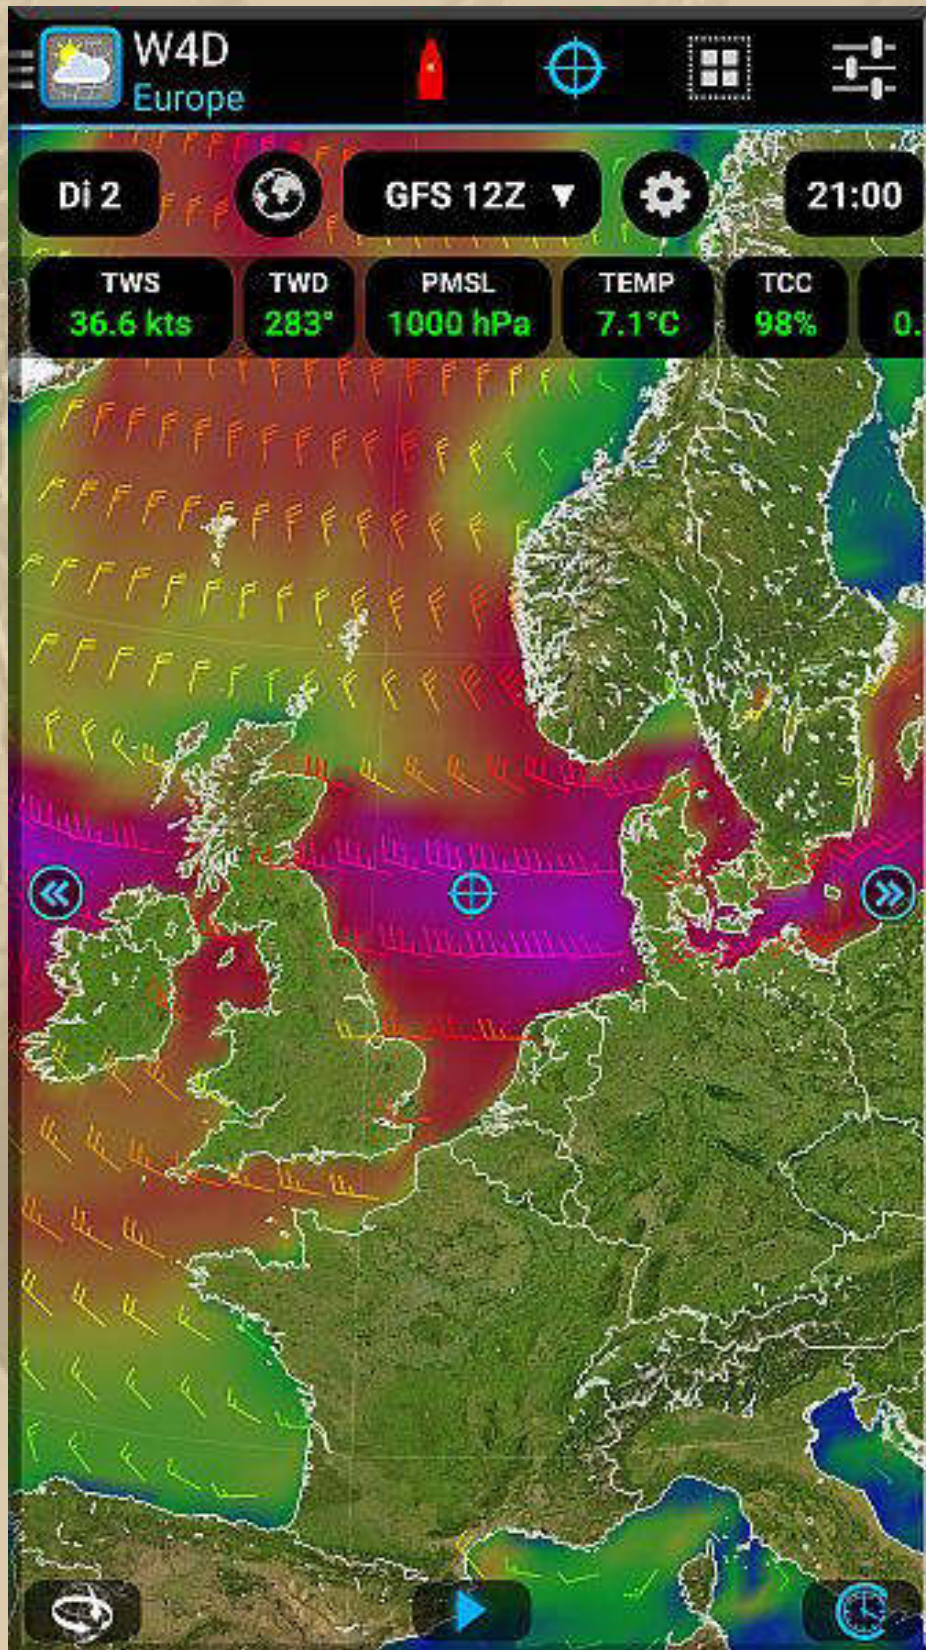 W4D
Europe
Di 2
GFS 12Z
21:00
TWS
36.6 kts
TWD
283°
PMSL
1000 hPa
TEMP
7.1°C
TCC
98%
0.